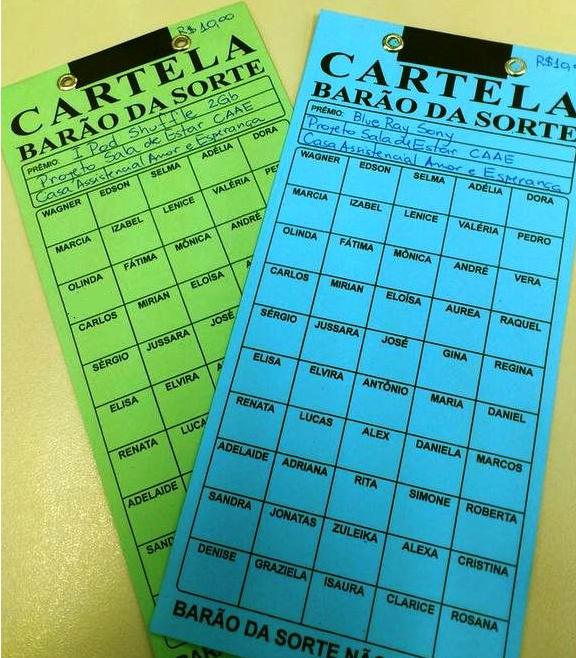 R$ 10,00
CARTELA
BARÃO DA SORTE
PRÊMIO: I Pod Shuffle 2Gb
Projeto Sala de Estar CAAE
Casa Assistencial Amor e Esperança
WAGNER EDSON SELMA ADÉLIA DORA
MARCIA IZABEL LENICE VALÉRIA
OLINDA FÁTIMA MÔNICA ANDRÉ
CARLOS MIRIAN ELOÍSA
SÉRGIO JUSSARA JOSÉ
ELISA ELVIRA
RENATA
ADELAIDE
CARTELA
BARÃO DA SORTE
PRÊMIO: Blue Ray Sony
Projeto Sala de Estar CAAE
Casa Assistencial Amor e Esperança
WAGNER EDSON SELMA ADÉLIA DORA
MARCIA IZABEL LENICE VALÉRIA PEDRO
OLINDA FÁTIMA MÔNICA ANDRÉ VERA
CARLOS MIRIAN ELOÍSA AUREA RAQUEL
SÉRGIO JUSSARA JOSÉ GINA REGINA
ELISA ELVIRA ANTÔNIO MARIA DANIEL
RENATA LUCAS ALEX DANIELA MARCOS
ADELAIDE ADRIANA RITA SIMONE ROBERTA
SANDRA JONATAS ZULEIKA ALEXA CRISTINA
DENISE GRAZIELA ISAURA CLARICE ROSANA
BARÃO DA SORTE